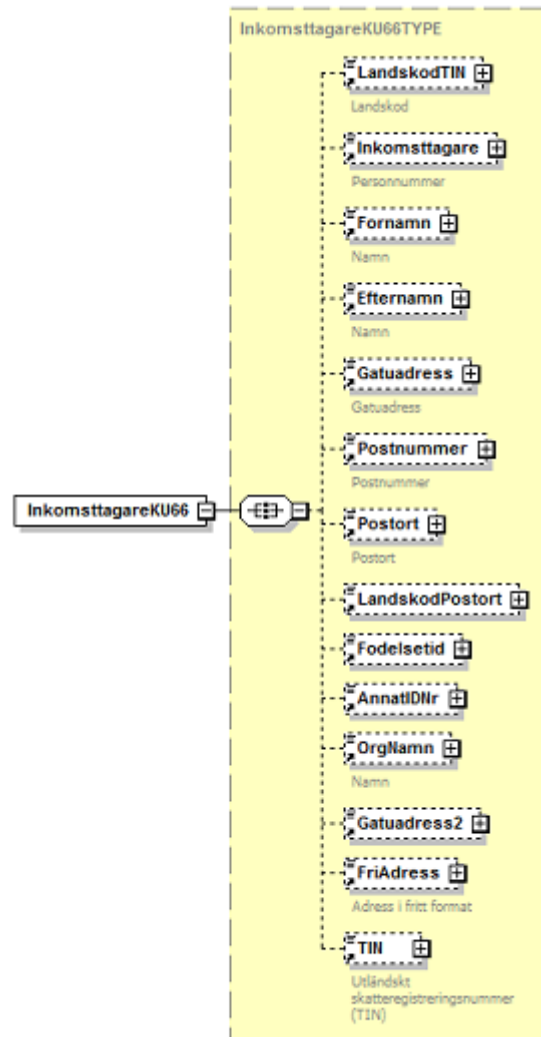 InkomsttagareKU66TYPE
LandskodTIN
Landskod
Inkomsttagare
Personnummer
Fornamn
Namn
Efternamn
Namn
Gatuadress
Gatuadress
Postnummer
Postnummer
InkomsttagareKU66
Postort
Postort
LandskodPostort
Fodelsetid
AnnatIDNr
OrgNamn
Namn
Gatuadress2
FriAdress
Adress i fritt format
TIN
Utländskt
skatteregistreringsnummer
(TIN)